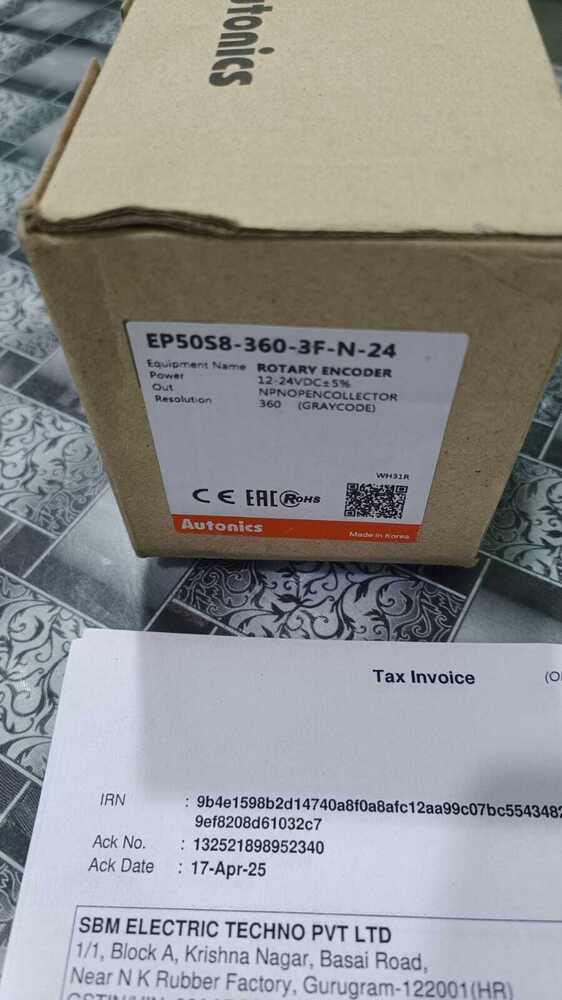 tonics
EP50S8-360-3F-N-24
Equipment Name ROTARY ENCODER
Power 12-24VDC±5%
Out NPNOPENCOLLECTOR
Resolution 360 (GRAYCODE)
WH31R
CE EAC RoHS
Autonics Made in Korea
Tax Invoice
IRN : 9b4e1598b2d14740a8f0a8afc12aa99c07bc5543482
9ef8208d61032c7
Ack No. : 132521898952340
Ack Date : 17-Apr-25
SBM ELECTRIC TECHNO PVT LTD
1/1, Block A, Krishna Nagar, Basai Road,
Near N K Rubber Factory, Gurugram-122001(HR)